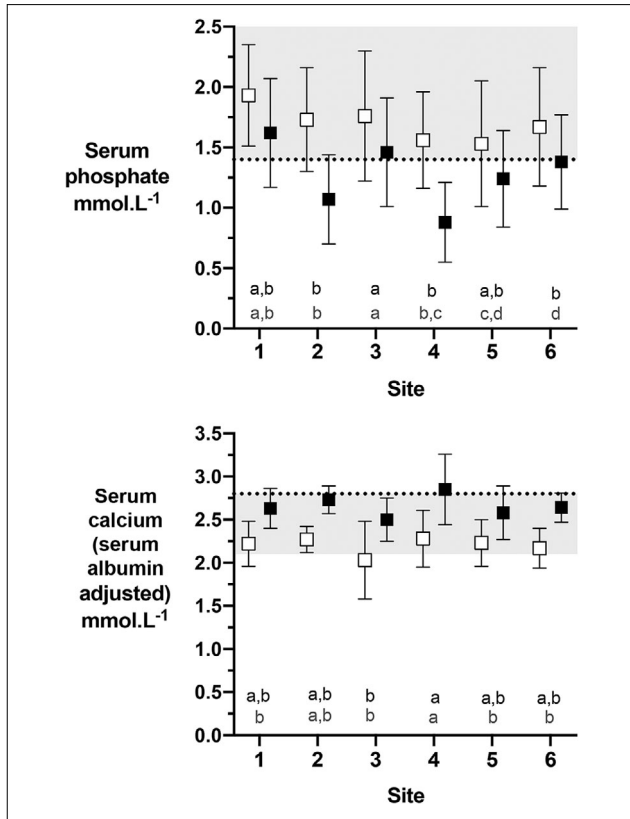 2.5
2.0
1.5
1.0
0.5
0.0
Serum
phosphate
mmol.L-1
a,b b a b a,b b
a,b b a b,c c,d d
1 2 3 4 5 6
Site
3.5
3.0
2.5
2.0
1.5
1.0
0.5
0.0
Serum
calcium
(serum
albumin
adjusted)
mmol.L-1
a,b a,b b a a,b a,b
b a,b b a b b
1 2 3 4 5 6
Site